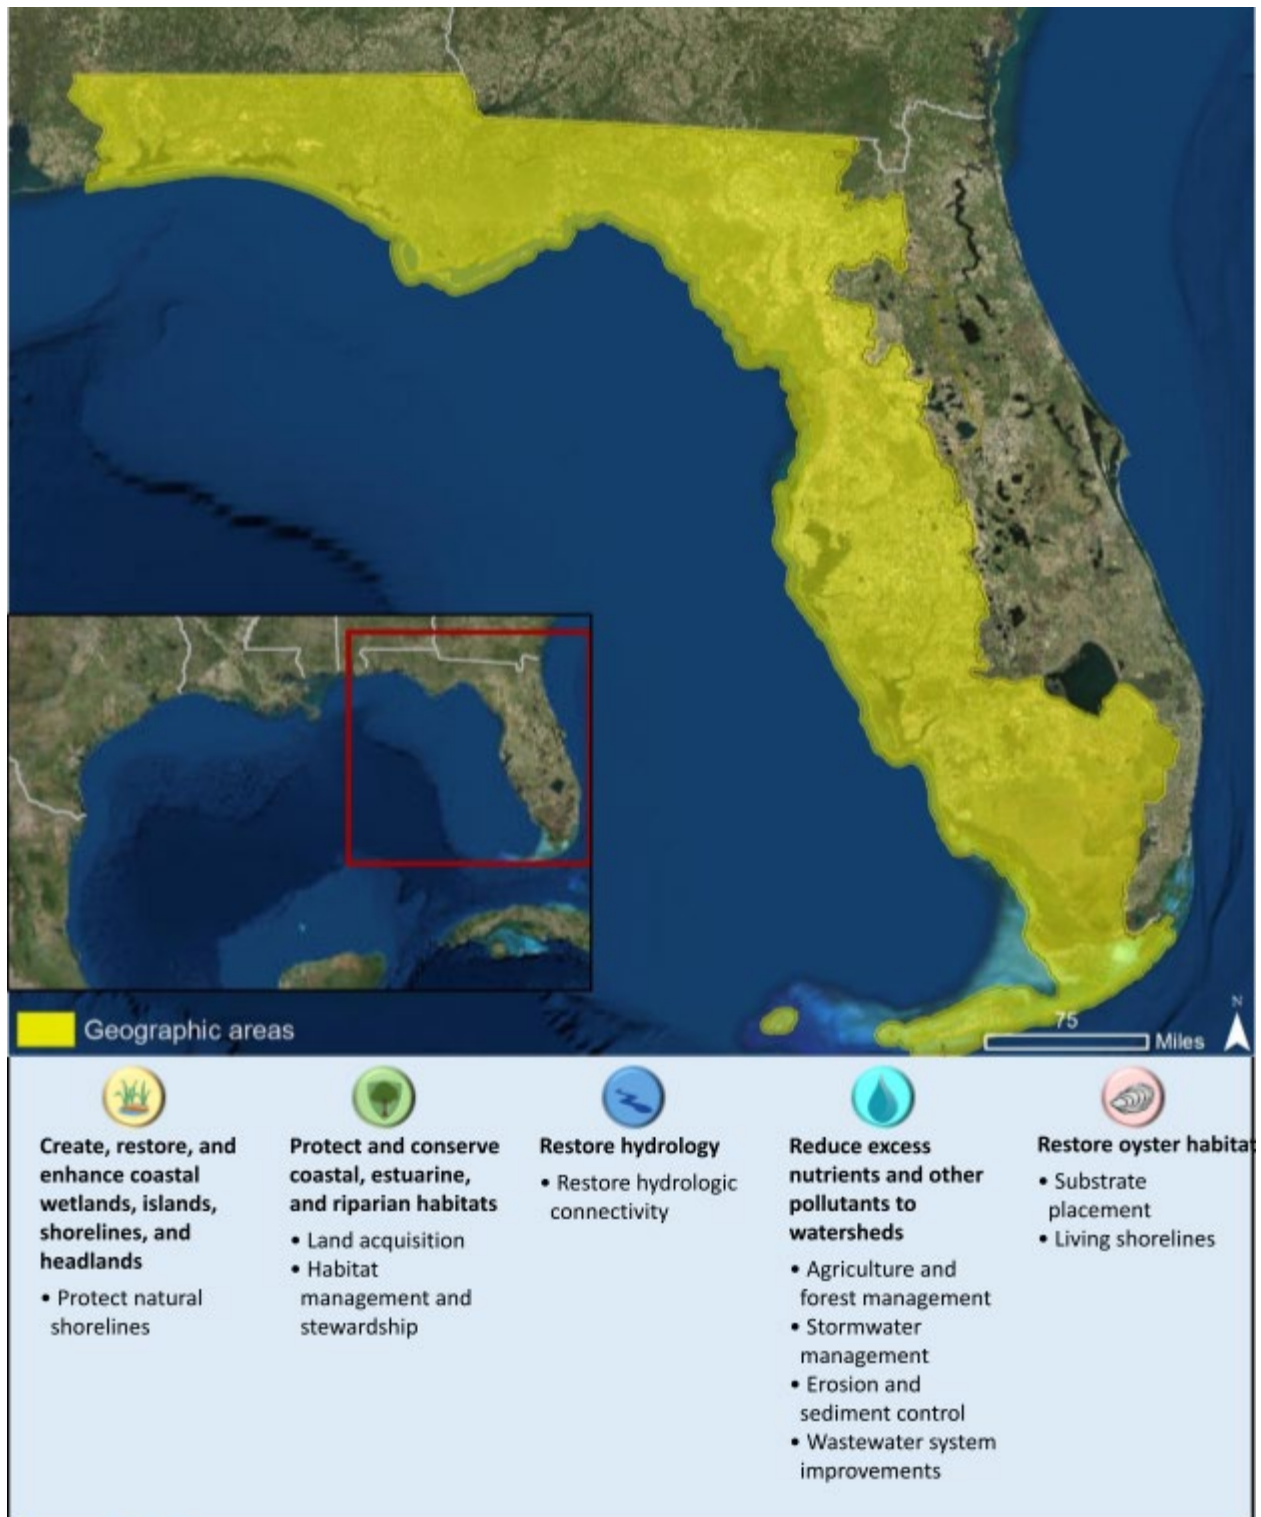 Geographic areas
N
75
Miles
Create, restore, and
enhance coastal
wetlands, islands,
shorelines, and
headlands
• Protect natural
shorelines
Protect and conserve
coastal, estuarine,
and riparian habitats
• Land acquisition
• Habitat
management and
stewardship
Restore hydrology
• Restore hydrologic
connectivity
Reduce excess
nutrients and other
pollutants to
watersheds
• Agriculture and
forest management
• Stormwater
management
• Erosion and
sediment control
• Wastewater system
improvements
Restore oyster habitat
• Substrate
placement
• Living shorelines